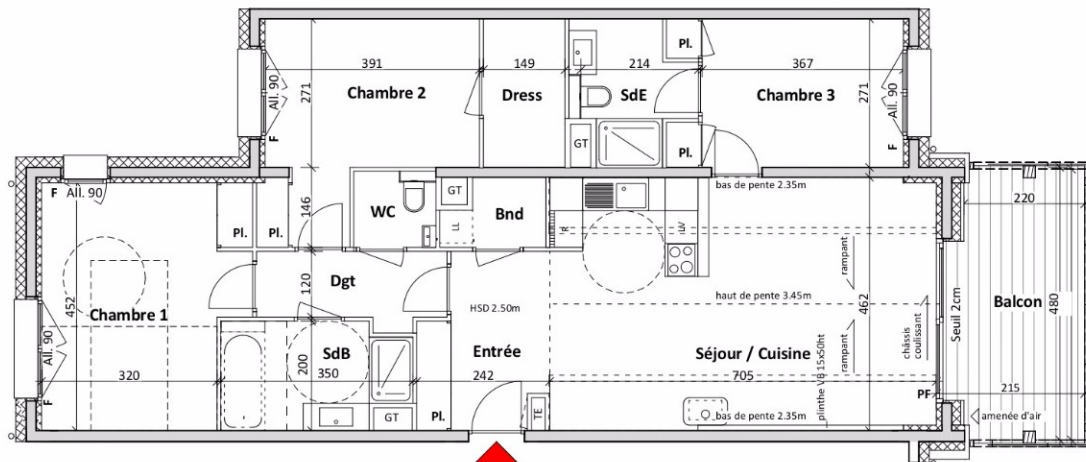 391
149
214
367
All. 90
271
Chambre 2
Dress
SdE
Pl.
Chambre 3
271
All. 90
F
GT
Pl.
F
F
All. 90
bas de pente 2.35m
220
Pl.
Pl.
146
WC
GT
LL
Bnd
R
LV
rampant
Dgt
120
HSD 2.50m
haut de pente 3.45m
452
Chambre 1
462
châssis coulissant
Seuil 2cm
Balcon
480
All. 90
SdB
200
350
Entrée
Séjour / Cuisine
rampant
plinthe VB 15x50ht
320
242
705
215
F
GT
Pl.
TE
bas de pente 2.35m
PF
amenée d'air